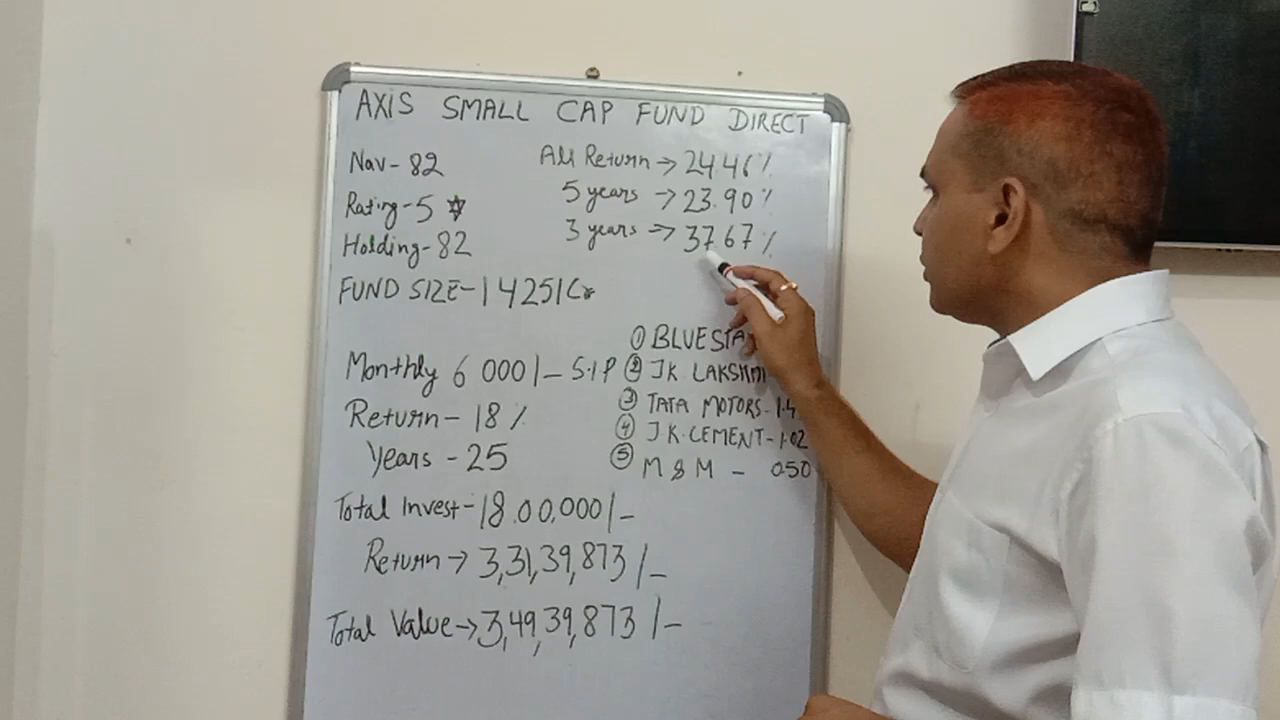 AXIS SMALL CAP FUND DIRECT
Nav - 82
All Return → 24.46 %
Rating - 5 ✡
5 years → 23.90 %
Holding - 82
3 years → 37.67 %
FUND SIZE - 14251 Cr
① BLUESTA
Monthly 6000/- S.I.P
② JK LAKSHMI
Return - 18 %
③ TATA MOTORS - 1.4
④ JK. CEMENT - 1.02
Years - 25
⑤ M & M - 0.50
Total Invest - 18,00,000/-
Return → 3,31,39,873/-
Total Value → 3,49,39,873/-